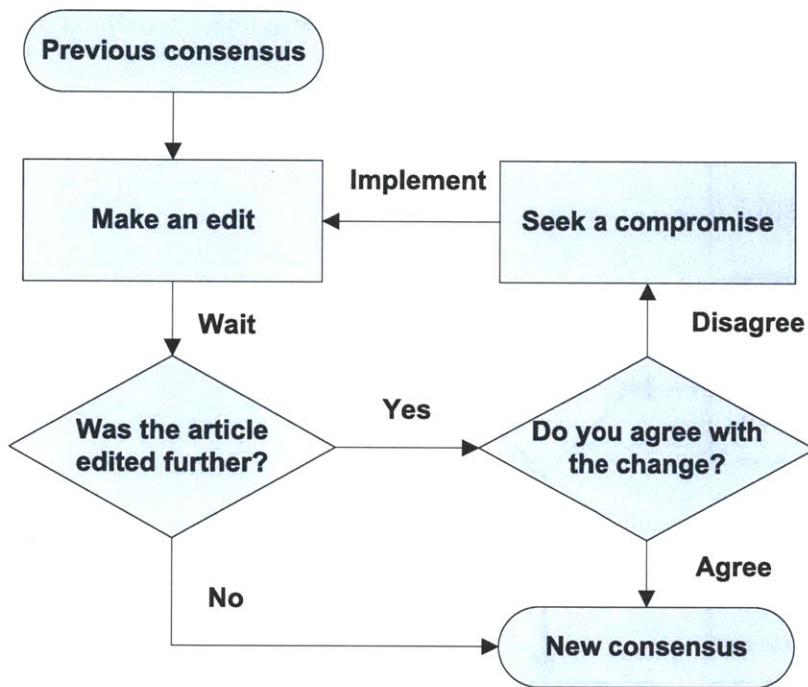 Previous consensus
Implement
Make an edit
Seek a compromise
Wait
Disagree
Yes
Was the article
edited further?
Do you agree with
the change?
Agree
No
New consensus